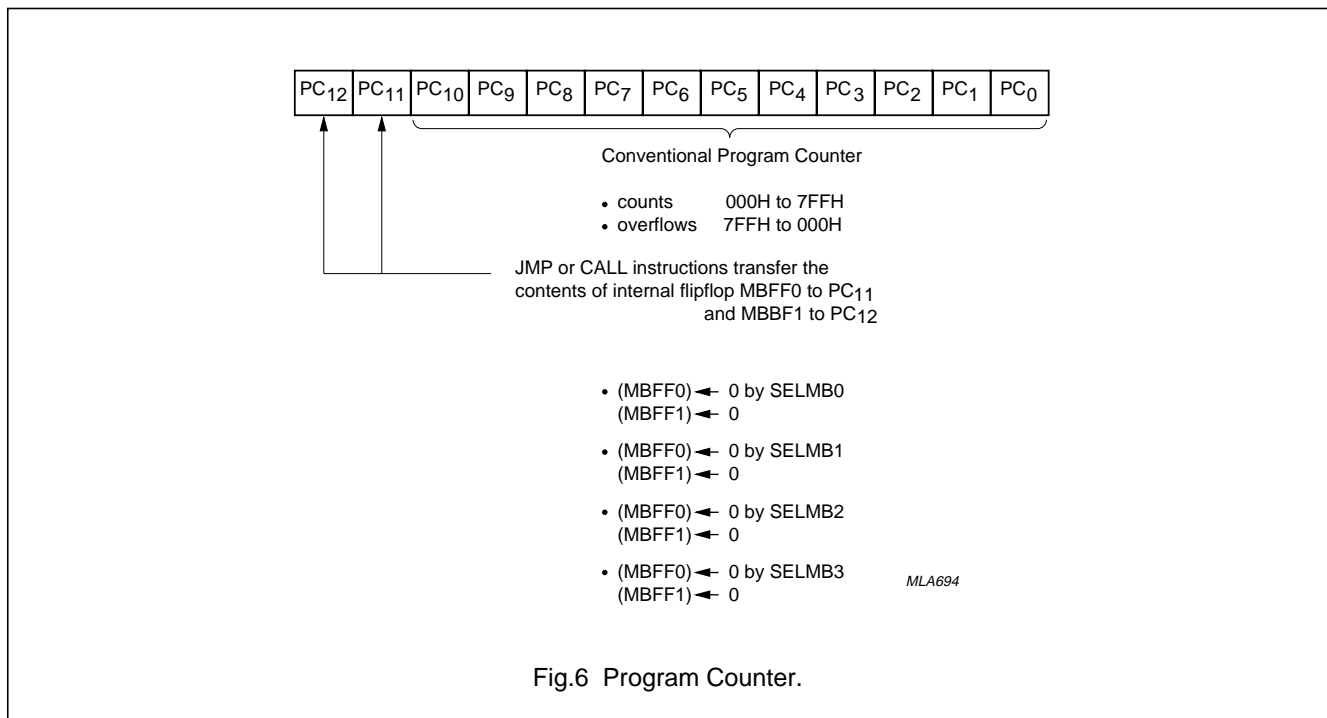 PC12 PC11 PC10 PC9 PC8 PC7 PC6 PC5 PC4 PC3 PC2 PC1 PC0
Conventional Program Counter
• counts 000H to 7FFH
• overflows 7FFH to 000H
JMP or CALL instructions transfer the
contents of internal flipflop MBFF0 to PC11
and MBBF1 to PC12
• (MBFF0) ← 0 by SELMB0
(MBFF1) ← 0
• (MBFF0) ← 0 by SELMB1
(MBFF1) ← 0
• (MBFF0) ← 0 by SELMB2
(MBFF1) ← 0
• (MBFF0) ← 0 by SELMB3
(MBFF1) ← 0
MLA694
Fig.6 Program Counter.